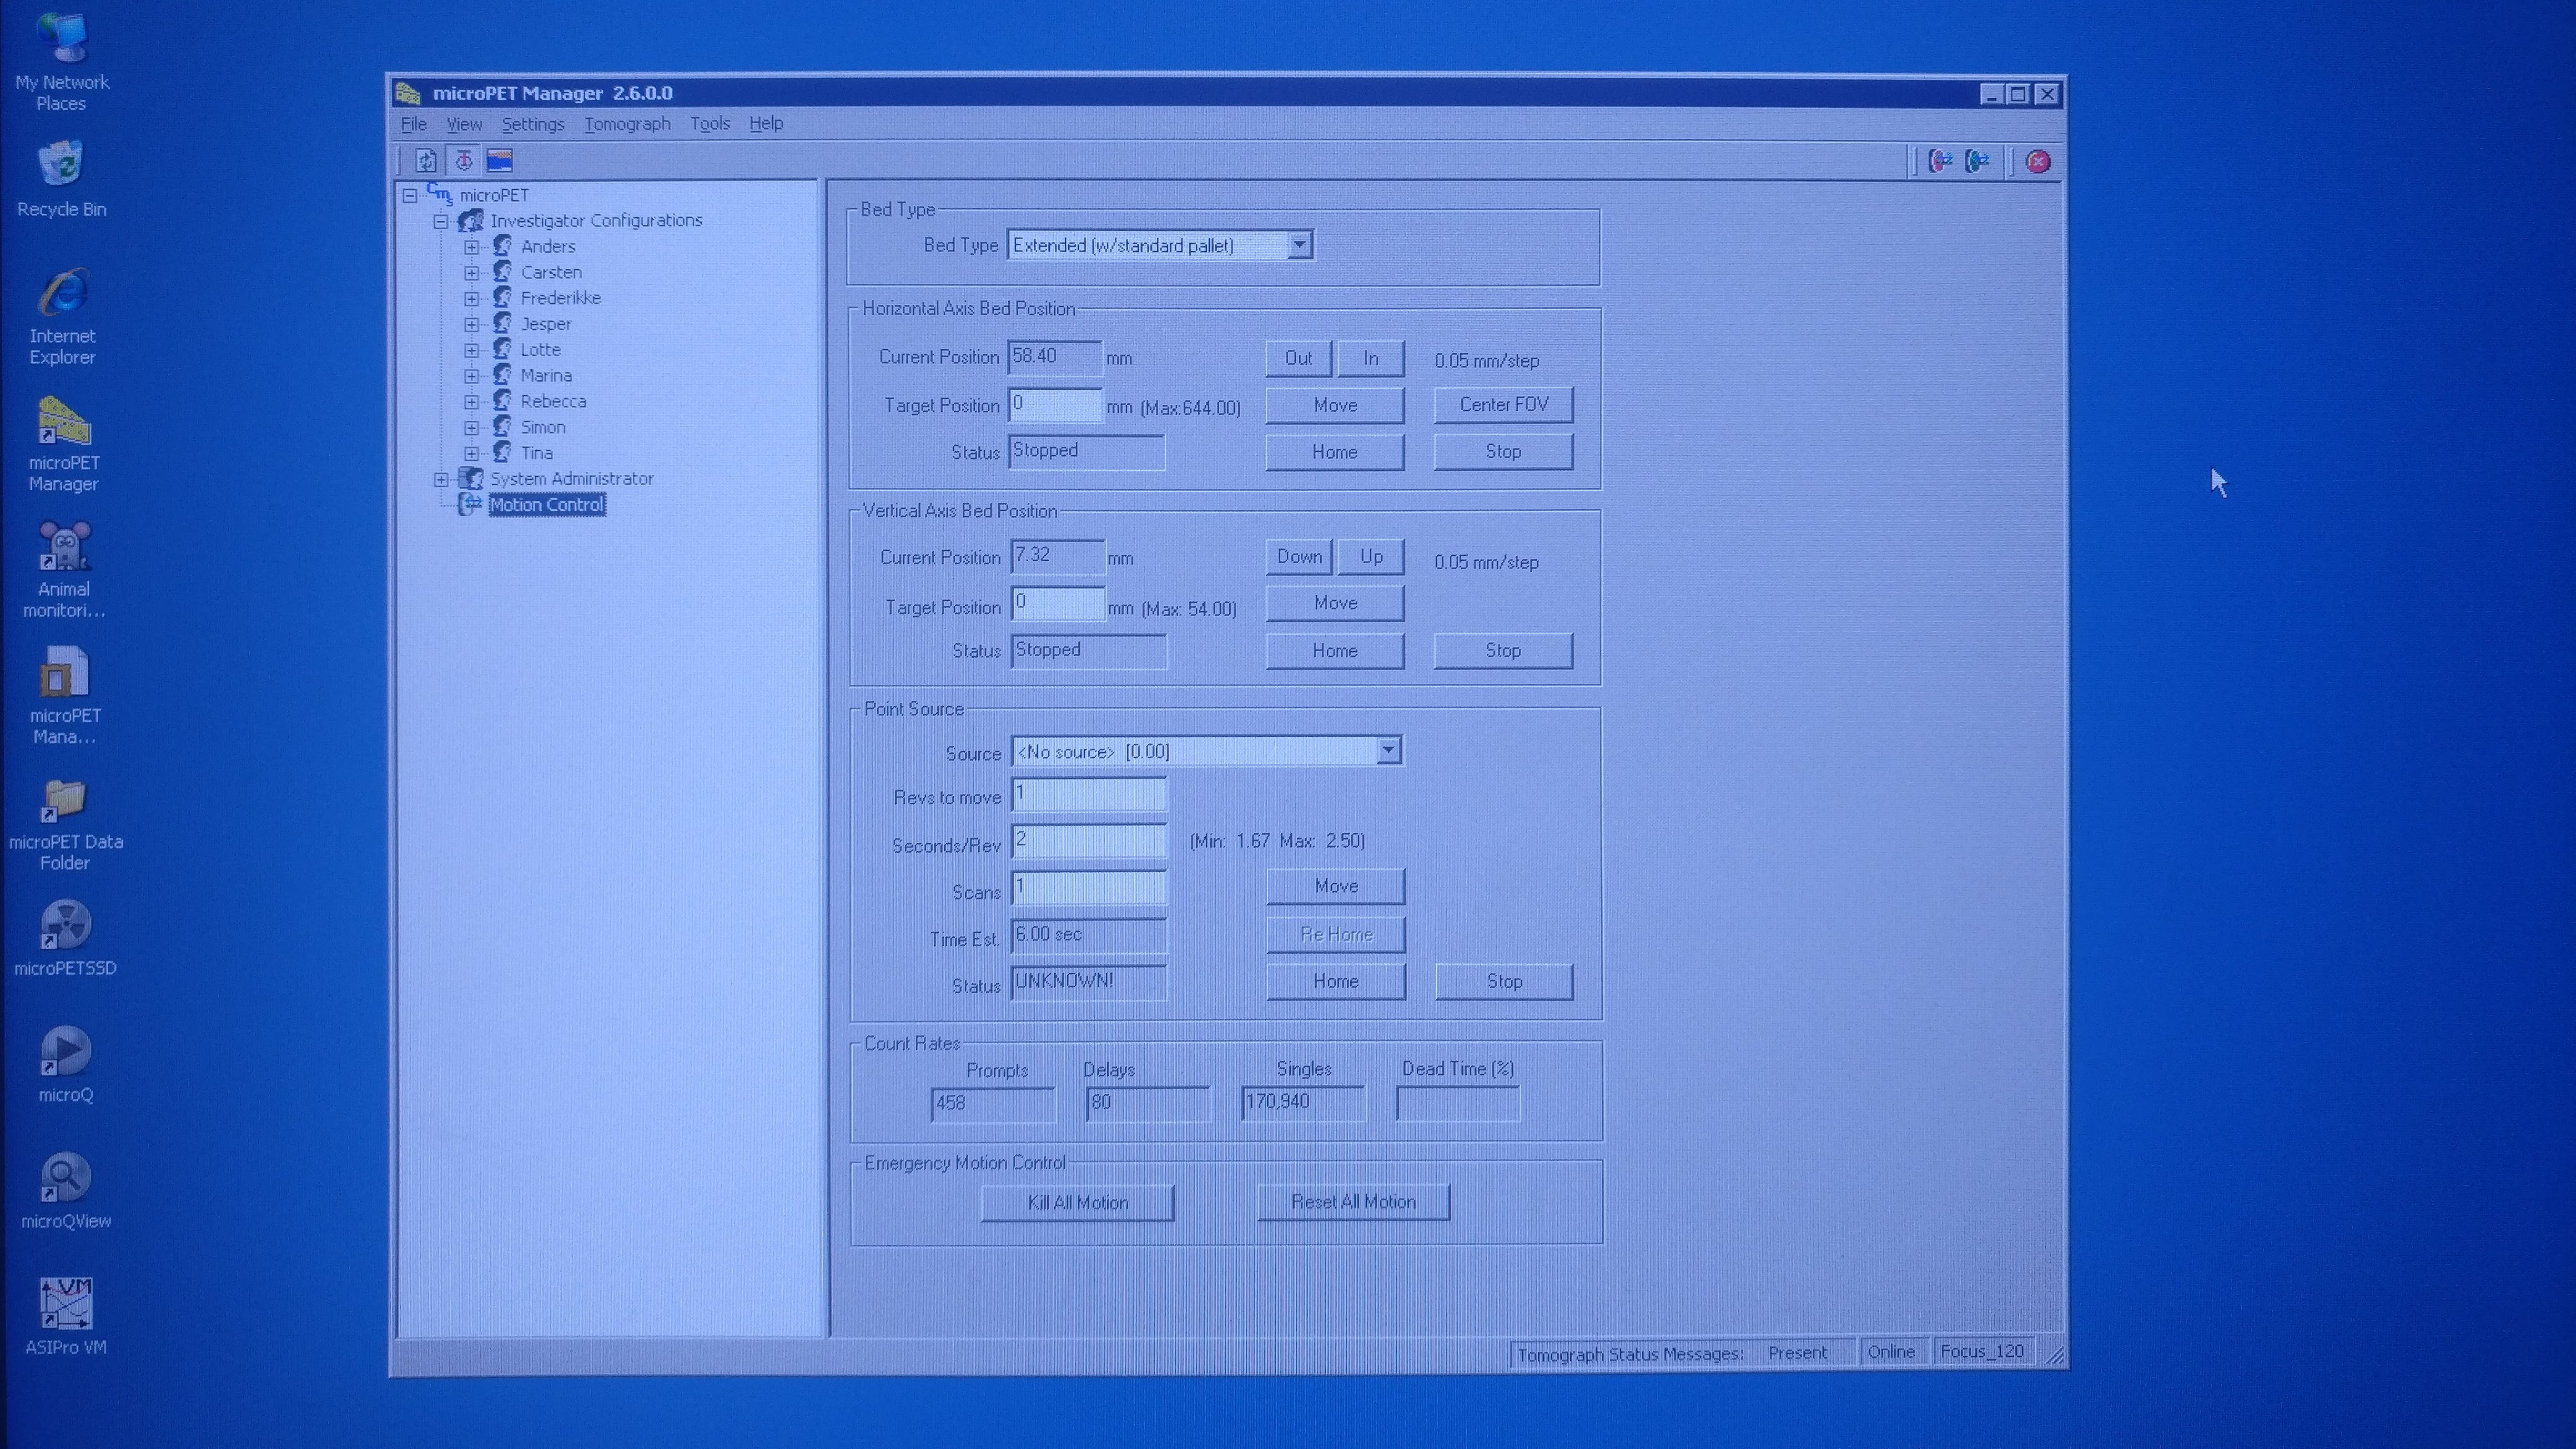 My Network
Places
Recycle Bin
Internet
Explorer
microPET
Manager
Animal
monitori...
microPET
Mana...
microPET Data
Folder
microPETSSD
microQ
microQView
VM
ASIPro VM
microPET Manager 2.6.0.0
File View Settings Tomograph Tools Help
microPET
Investigator Configurations
Anders
Carsten
Frederikke
Jesper
Lotte
Marina
Rebecca
Simon
Tina
System Administrator
Motion Control
Bed Type
Bed Type Extended (w/standard pallet)
Horizontal Axis Bed Position
Current Position 58.40 mm Out In 0.05 mm/step
Target Position 0 mm (Max:644.00) Move Center FOV
Status Stopped Home Stop
Vertical Axis Bed Position
Current Position 7.32 mm Down Up 0.05 mm/step
Target Position 0 mm (Max: 54.00) Move
Status Stopped Home Stop
Point Source
Source <No source> [0.00]
Revs to move 1
Seconds/Rev 2 (Min: 1.67 Max: 2.50)
Scans 1 Move
Time Est. 6.00 sec Re Home
Status UNKNOWN! Home Stop
Count Rates
Prompts Delays Singles Dead Time (%)
458 80 170,940
Emergency Motion Control
Kill All Motion Reset All Motion
Tomograph Status Messages: Present Online Focus_120